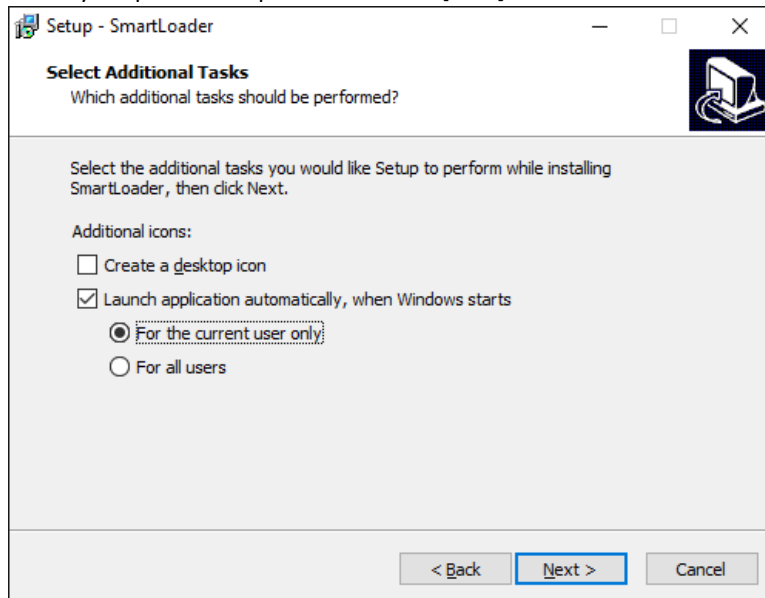 Setup - SmartLoader
Select Additional Tasks
Which additional tasks should be performed?
Select the additional tasks you would like Setup to perform while installing
SmartLoader, then click Next.
Additional icons:
Create a desktop icon
Launch application automatically, when Windows starts
For the current user only
For all users
< Back
Next >
Cancel